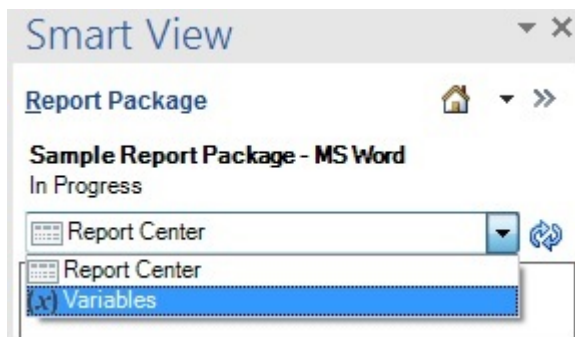 Smart View
Report Package
Sample Report Package - MS Word
In Progress
Report Center
Report Center
(x) Variables